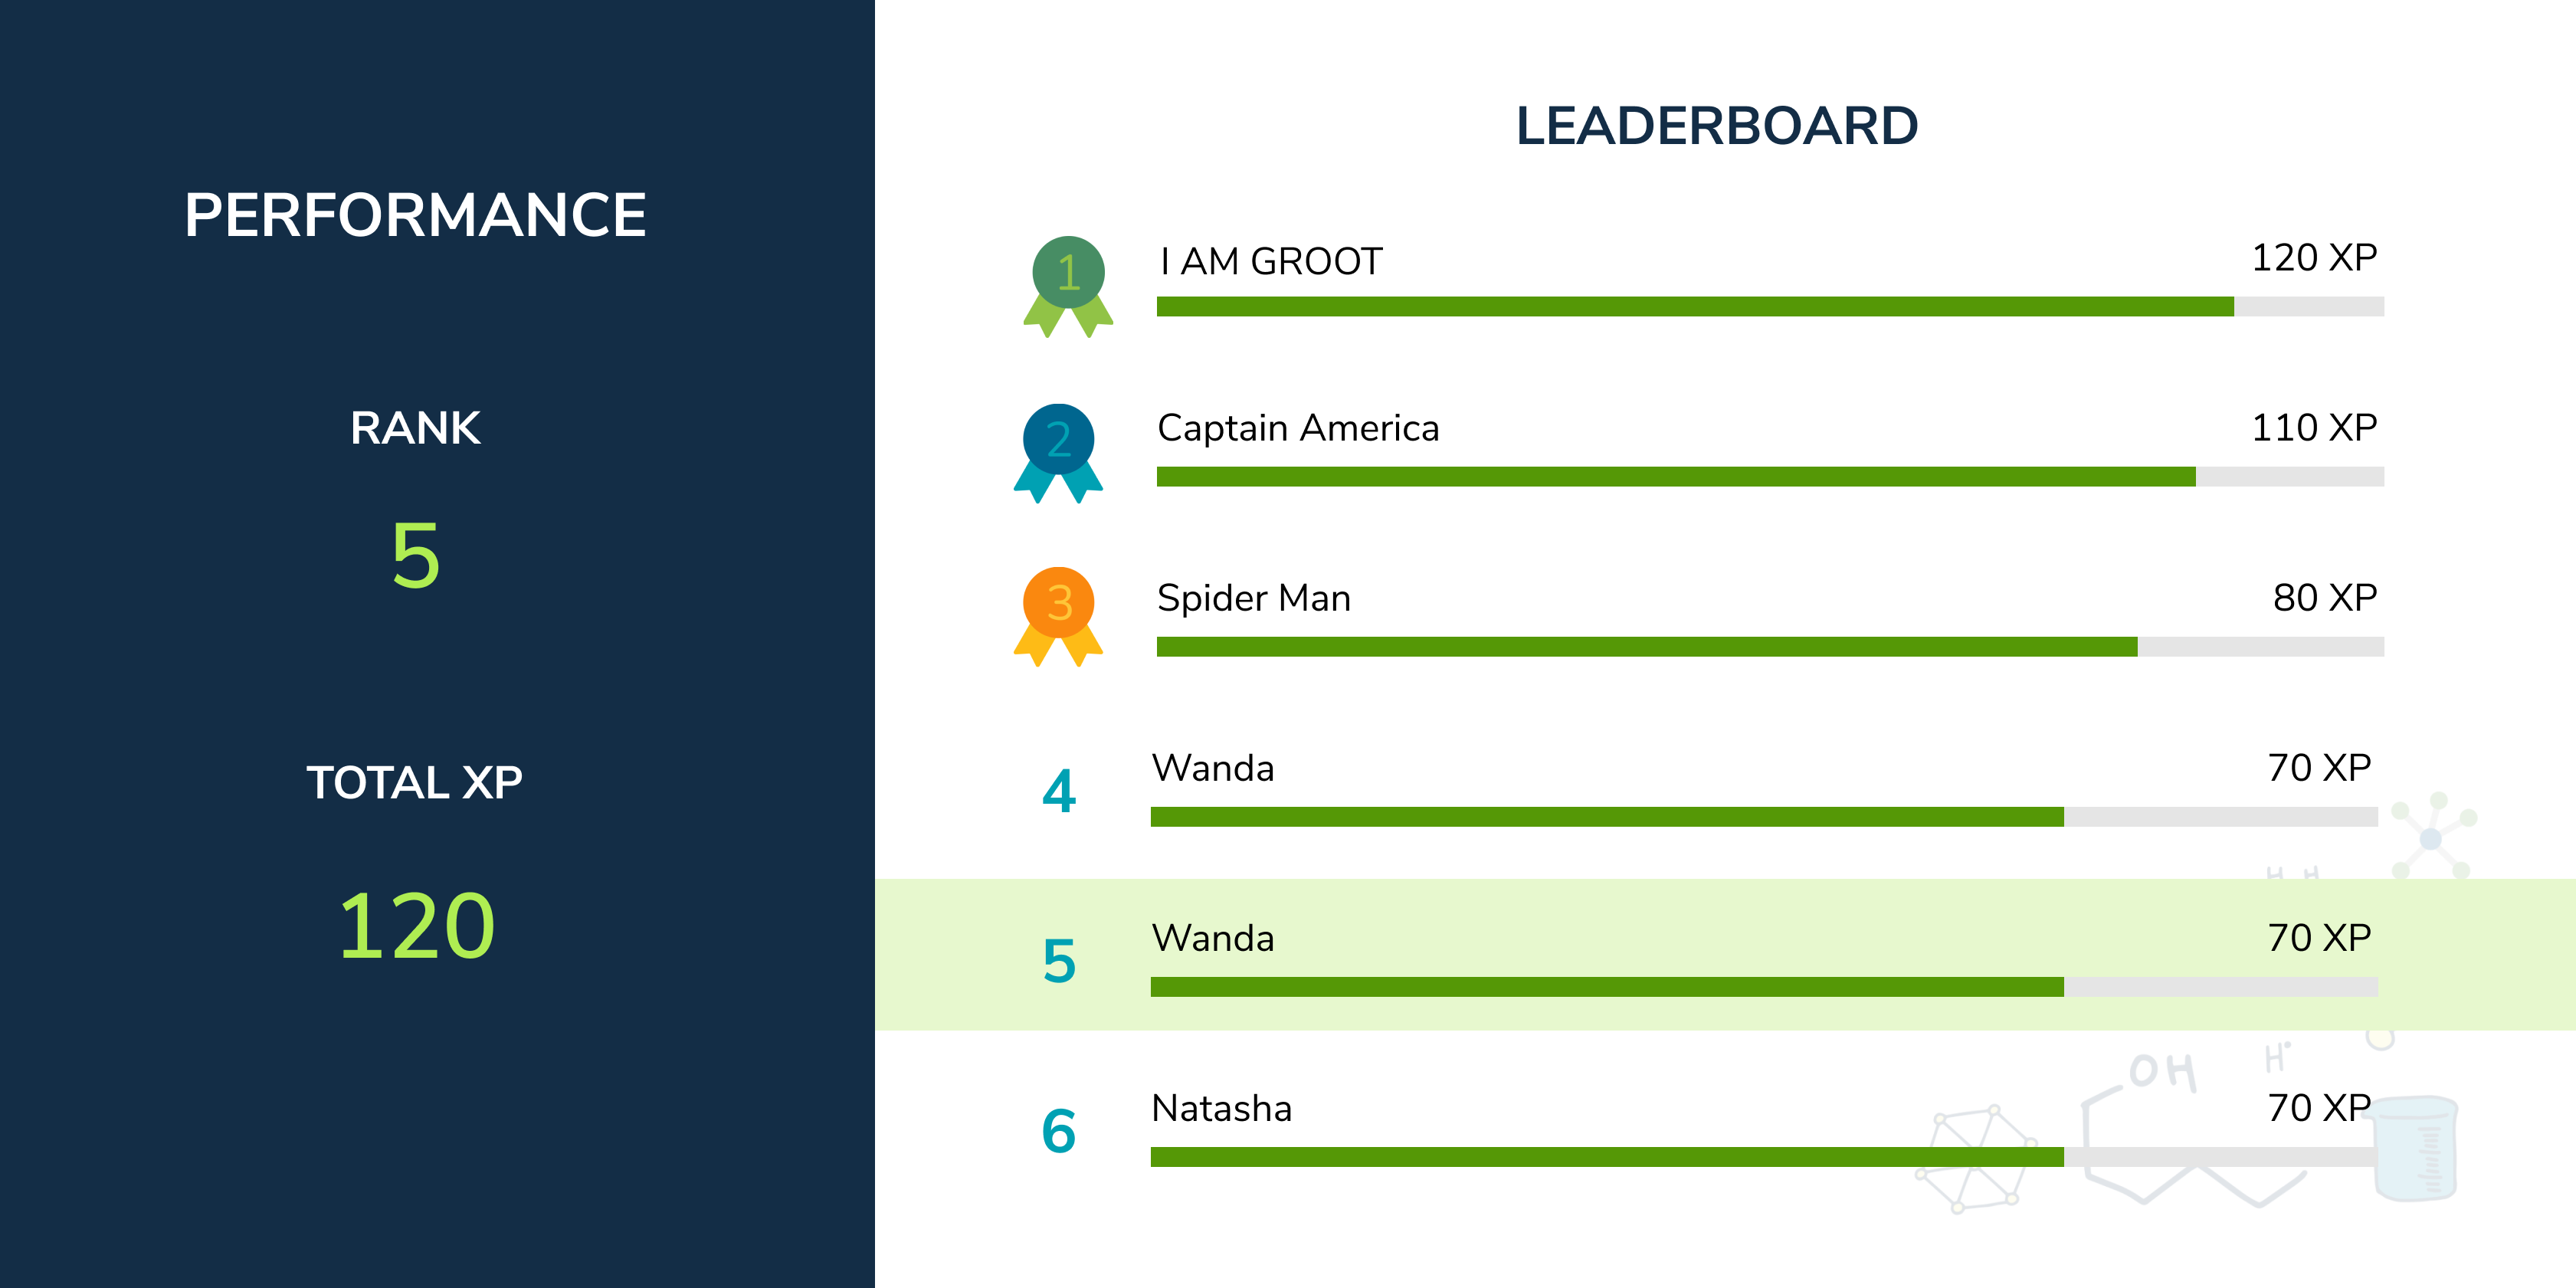 PERFORMANCE
RANK
5
TOTAL XP
120
LEADERBOARD
1
I AM GROOT
120 XP
2
Captain America
110 XP
3
Spider Man
80 XP
4
Wanda
70 XP
H H
5
Wanda
70 XP
OH
H
6
Natasha
70 XP